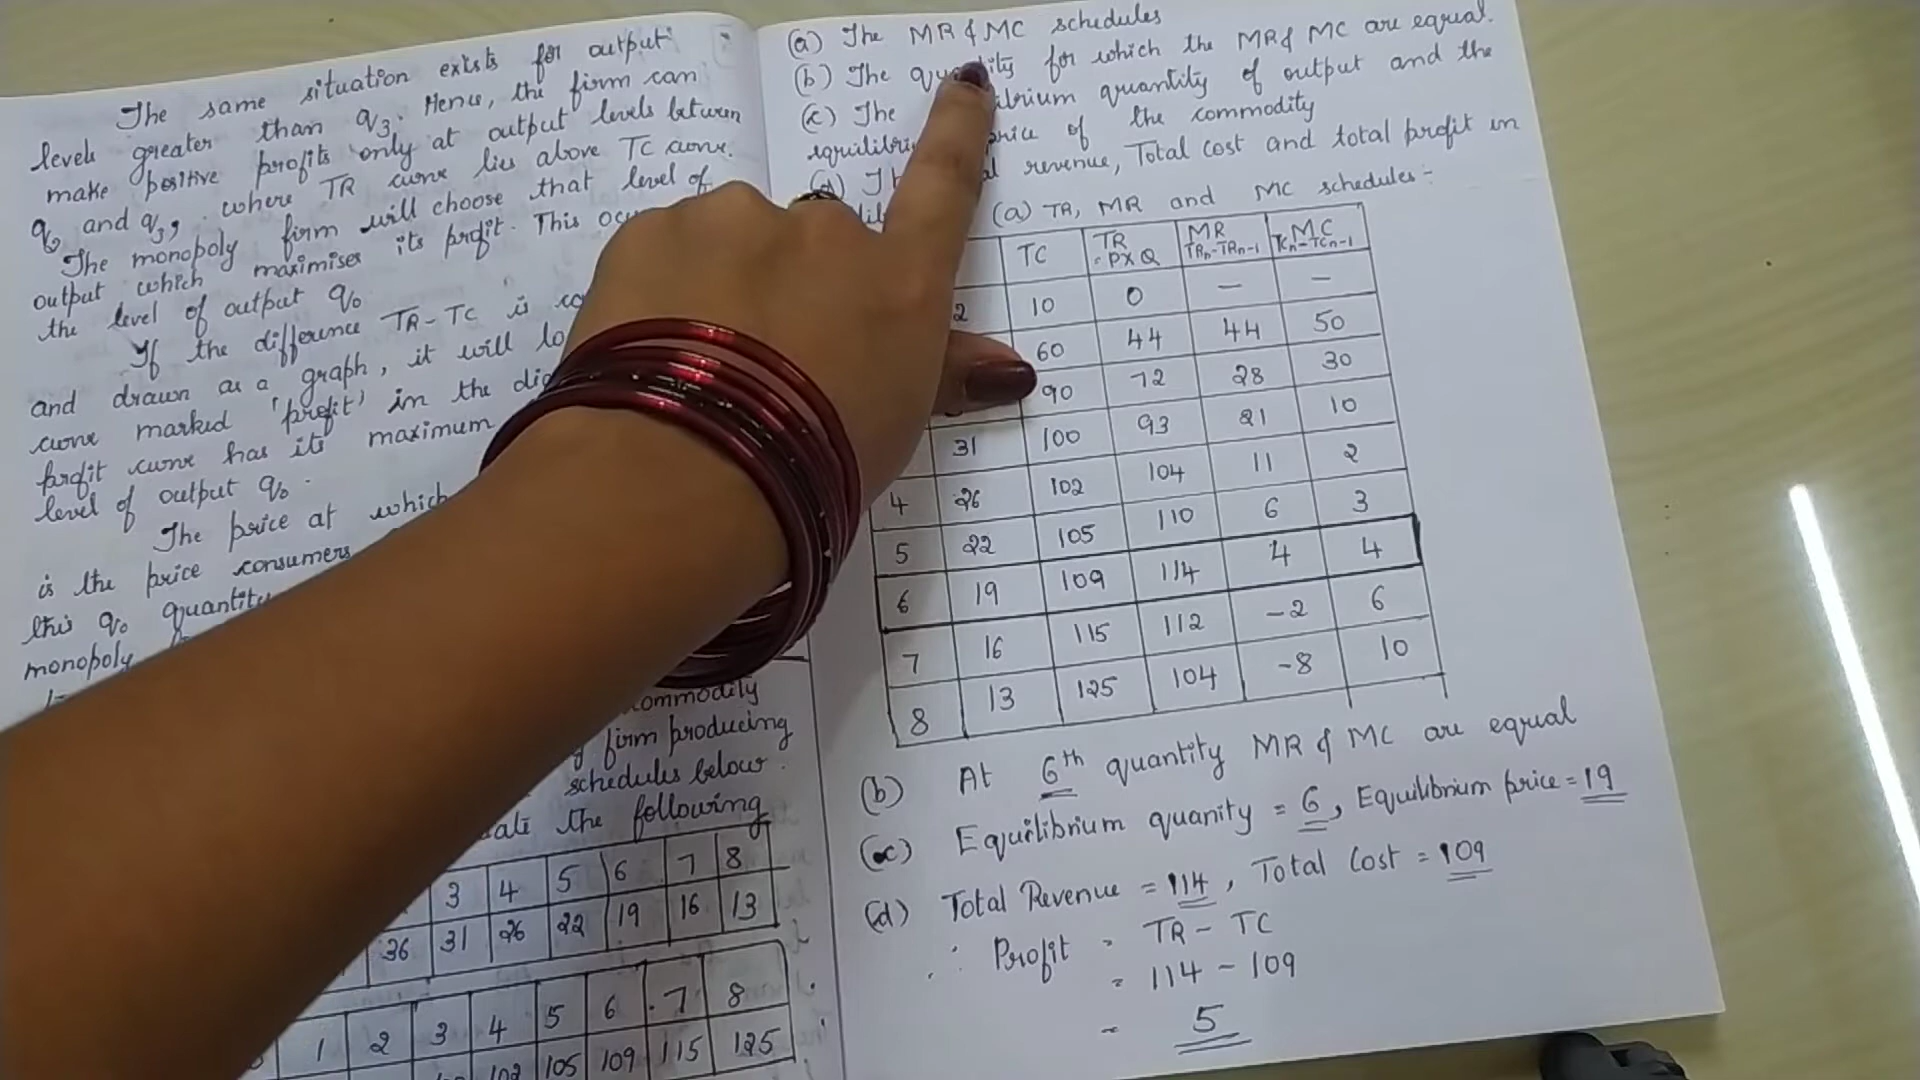 The same situation exists for output
levels greater than q3. Hence, the firm can
make positive profits only at output levels between
q0 and q3, where TR curve lies above TC curve.
The monopoly firm will choose that level of
output which maximises its profit. This
the level of output q0
If the difference TR-TC is
and drawn as a graph, it will
curve marked 'profit' in the
profit curve has its maximum
level of output q0.
The price at which
is the price consumers
this q0 quantity
monopoly
commodity
firm producing
schedules below.
the following
3 4 5 6 7 8
36 31 26 22 19 16 13
1 2 3 4 5 6 7 8
102 105 109 115 125
(a) The MR & MC schedules
(b) The quantity for which the MR & MC are equal.
(c) The quantity of output and the
price of the commodity
revenue, Total cost and total profit in
(a) TR, MR and MC schedules:-
TC TR = P×Q MR TRn-TRn-1 MC TCn-TCn-1
10 0 — —
60 44 44 50
90 72 28 30
31 100 93 21 10
4 26 102 104 11 2
5 22 105 110 6 3
6 19 109 114 4 4
7 16 115 112 -2 6
8 13 125 104 -8 10
(b) At 6th quantity MR & MC are equal
(c) Equilibrium quanity = 6, Equilibrium price = 19
(d) Total Revenue = 114, Total Cost = 109
∴ Profit = TR - TC
= 114 - 109
= 5